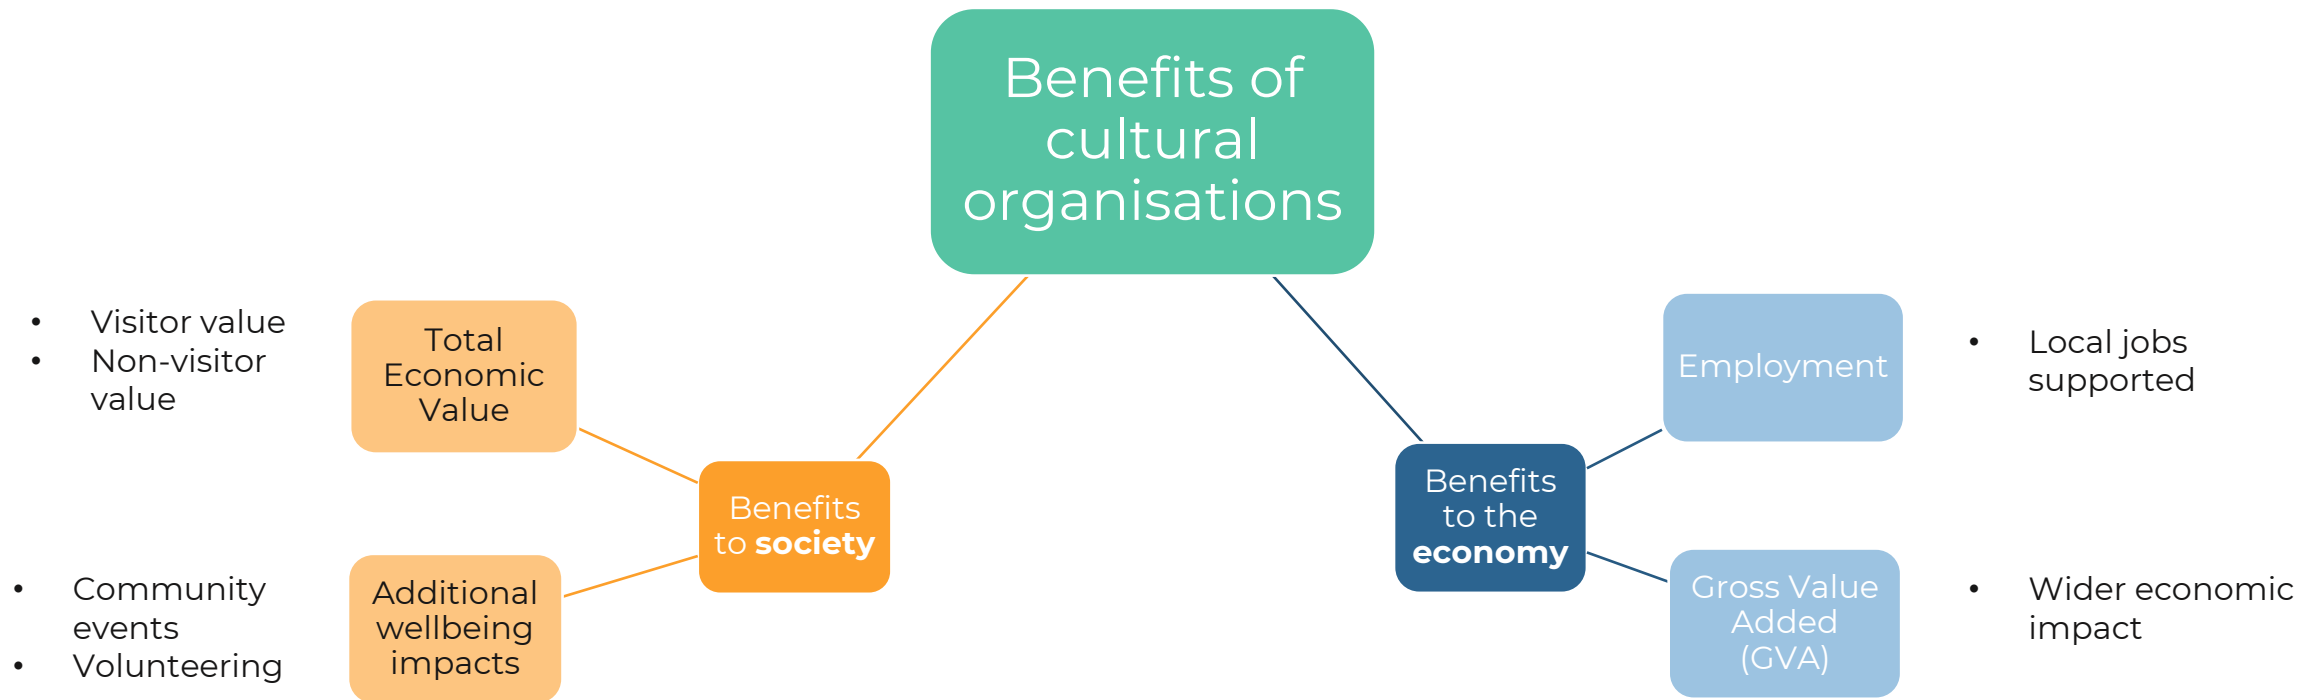 Benefits of
cultural
organisations
• Visitor value
• Non-visitor
value
Total
Economic
Value
Benefits
to society
• Community
events
• Volunteering
Additional
wellbeing
impacts
Benefits
to the
economy
Employment
• Local jobs
supported
Gross Value
Added
(GVA)
• Wider economic
impact